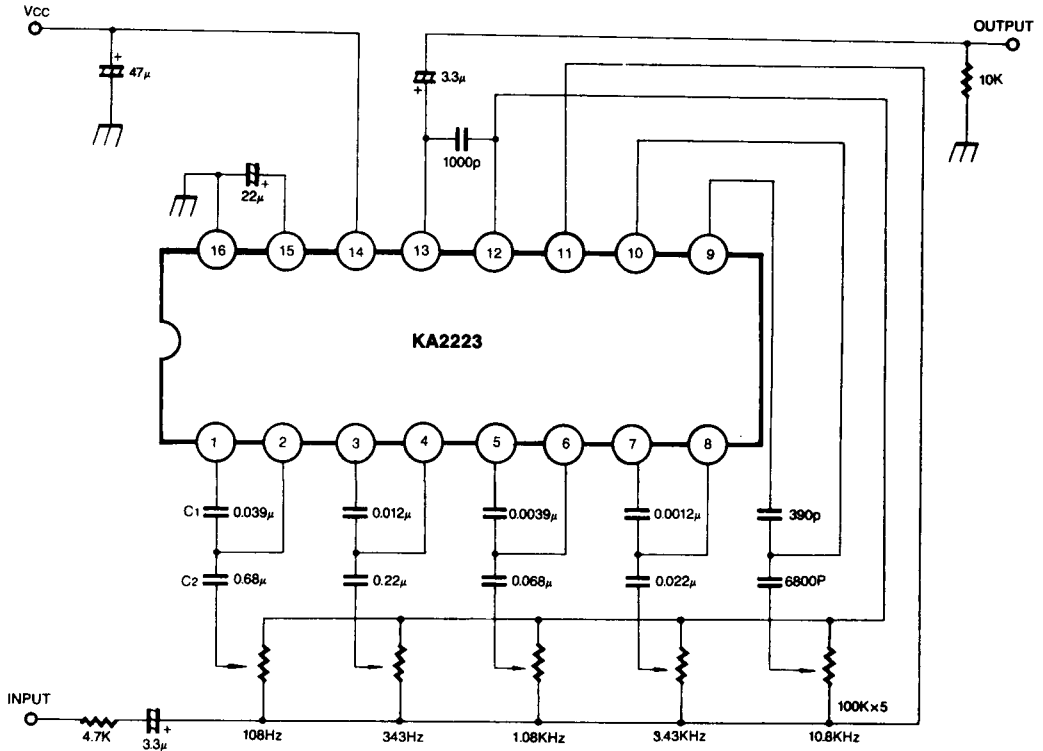 Vcc
OUTPUT
+
47μ
3.3μ
+
10K
1000p
22μ
+
16 15 14 13 12 11 10 9
KA2223
1 2 3 4 5 6 7 8
C1 0.039μ 0.012μ 0.0039μ 0.0012μ 390p
C2 0.68μ 0.22μ 0.068μ 0.022μ 6800P
INPUT
100K×5
4.7K
+
3.3μ
108Hz 343Hz 1.08KHz 3.43KHz 10.8KHz